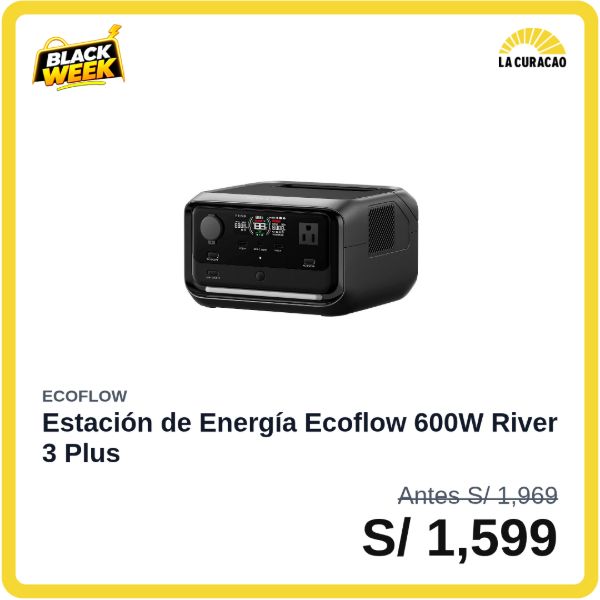 BLACK
WEEK
LA CURACAO
ECOFLOW
Estación de Energía Ecoflow 600W River
3 Plus
Antes S/ 1,969
S/ 1,599